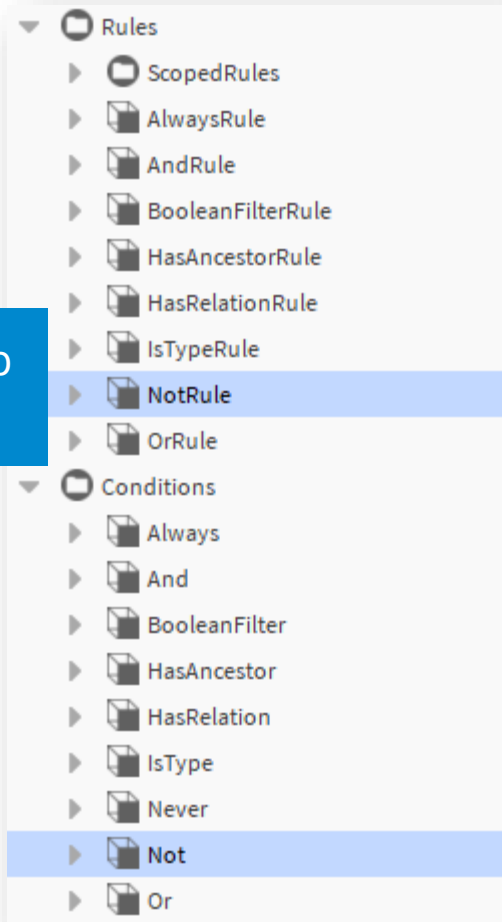 Rules
ScopedRules
AlwaysRule
AndRule
BooleanFilterRule
HasAncestorRule
HasRelationRule
IsTypeRule
NotRule
OrRule
Conditions
Always
And
BooleanFilter
HasAncestor
HasRelation
IsType
Never
Not
Or